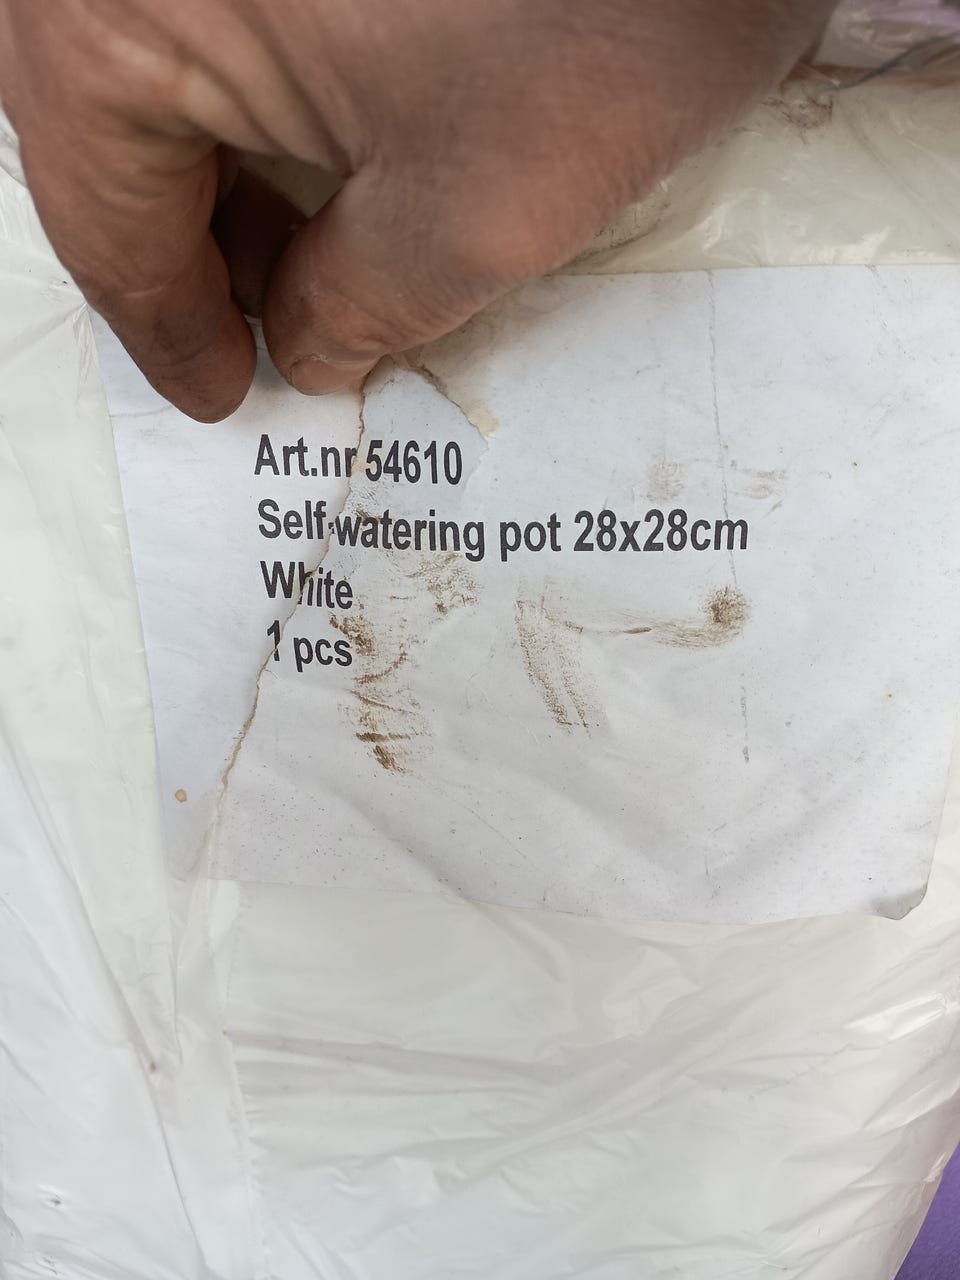 Art.nr 54610
Self-watering pot 28x28cm
White
1 pcs